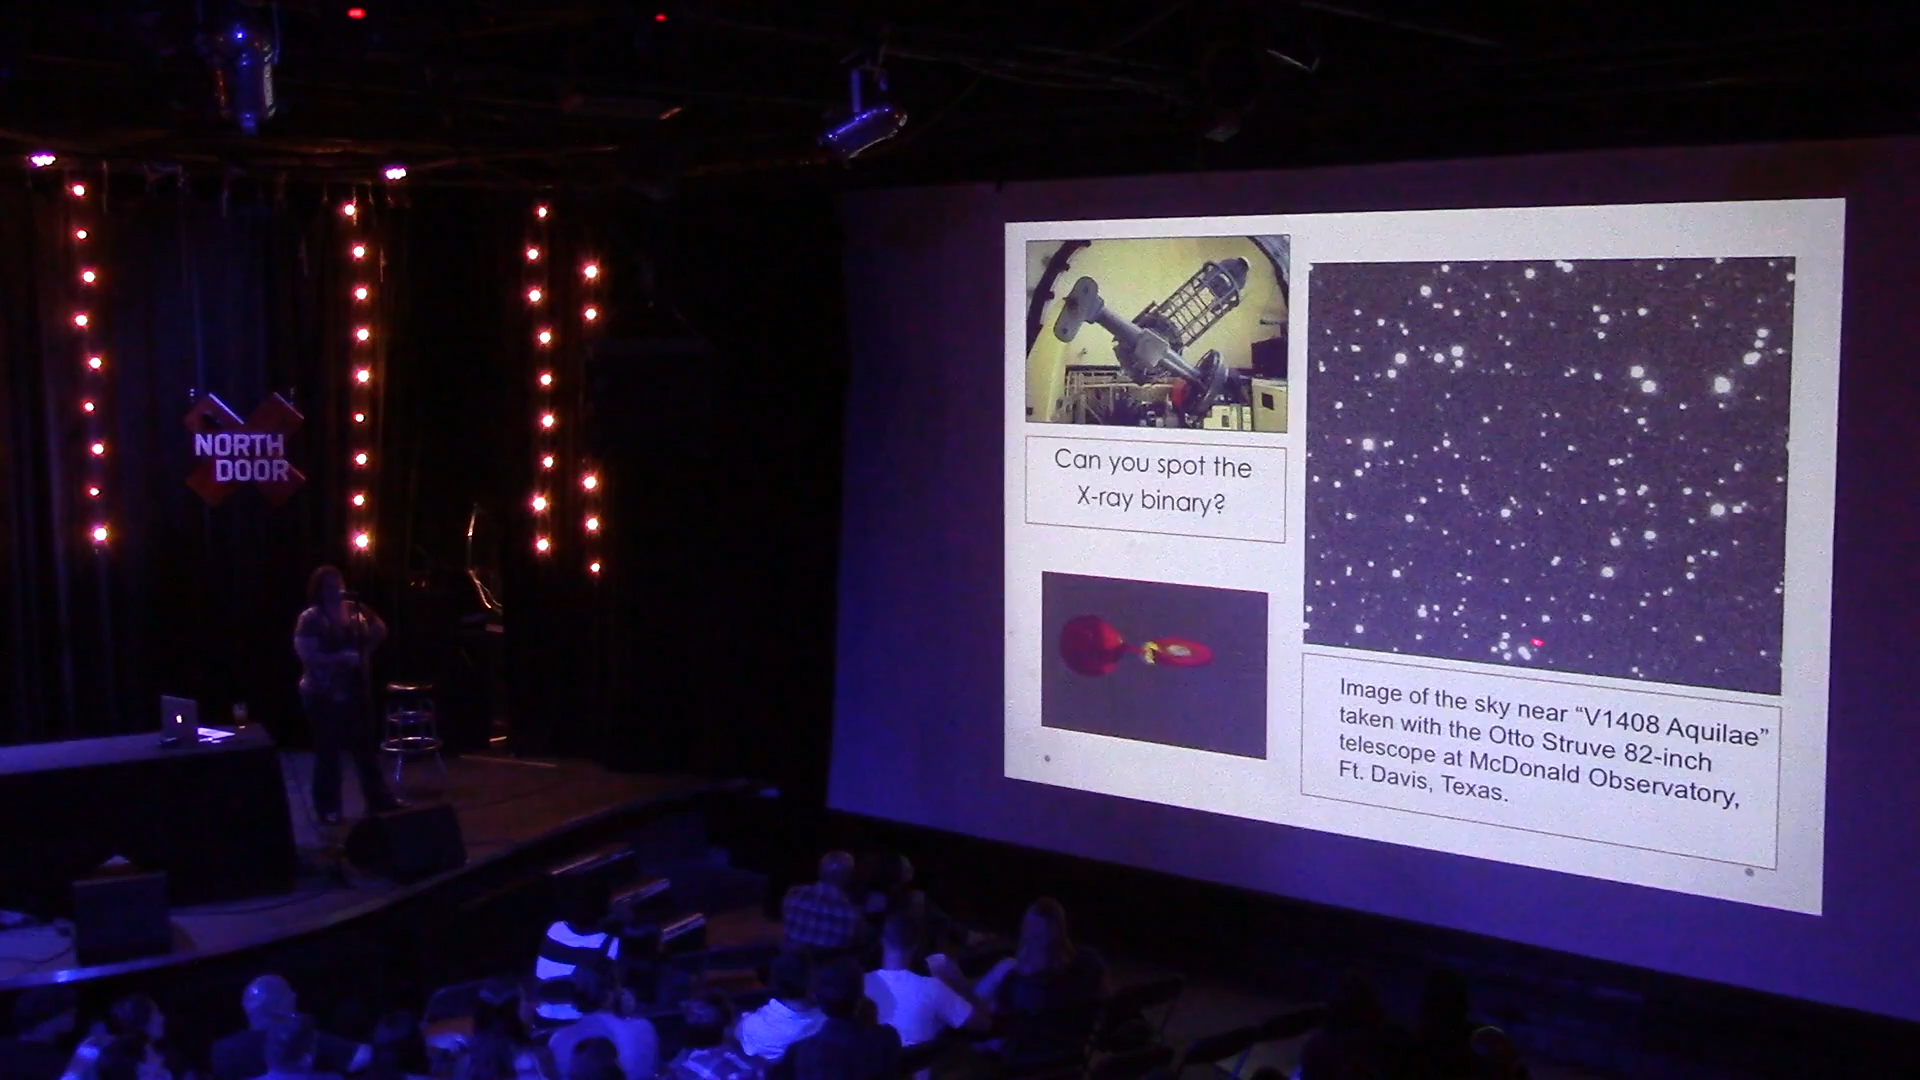 NORTH
DOOR
Can you spot the
X-ray binary?
Image of the sky near “V1408 Aquilae”
taken with the Otto Struve 82-inch
telescope at McDonald Observatory,
Ft. Davis, Texas.